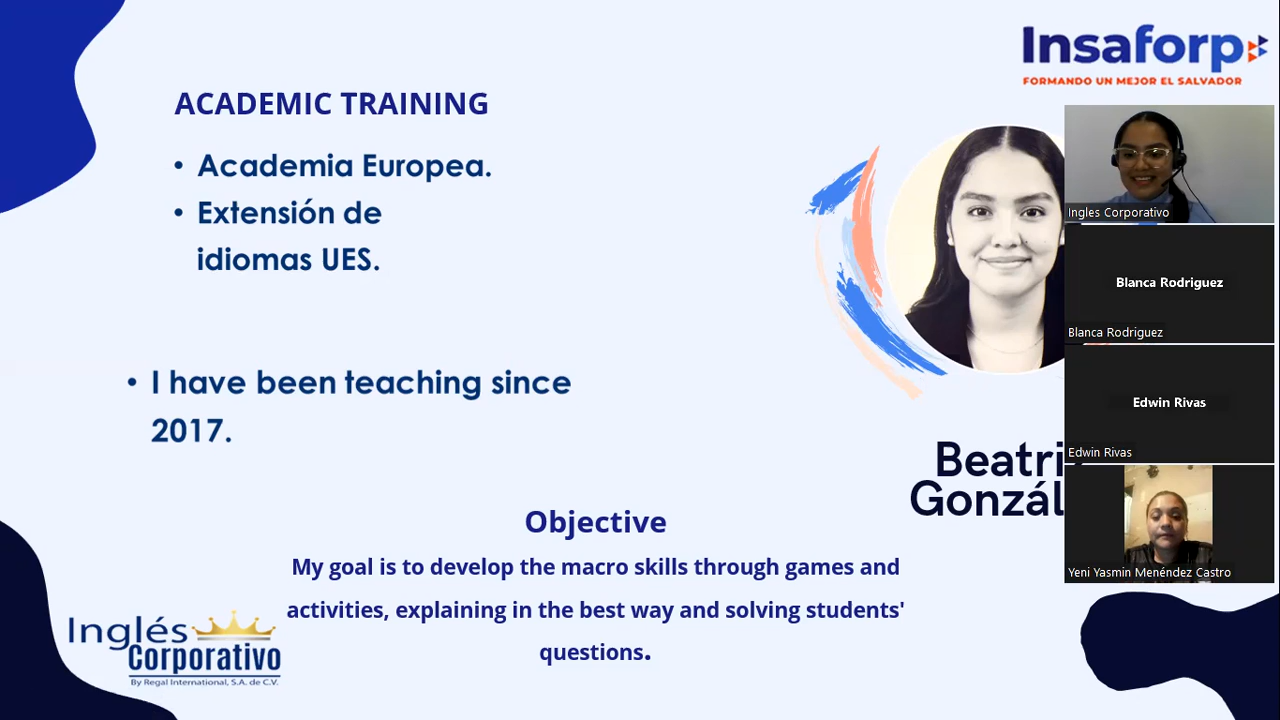 Insaforp
FORMANDO UN MEJOR EL SALVADOR
ACADEMIC TRAINING
• Academia Europea.
• Extensión de
idiomas UES.
• I have been teaching since
2017.
Ingles Corporativo
Blanca Rodriguez
Blanca Rodriguez
Edwin Rivas
Edwin Rivas
Yeni Yasmin Menéndez Castro
Beatri
Gonzál
Objective
My goal is to develop the macro skills through games and
activities, explaining in the best way and solving students'
questions.
Inglés
Corporativo
By Regal International, S.A. de C.V.